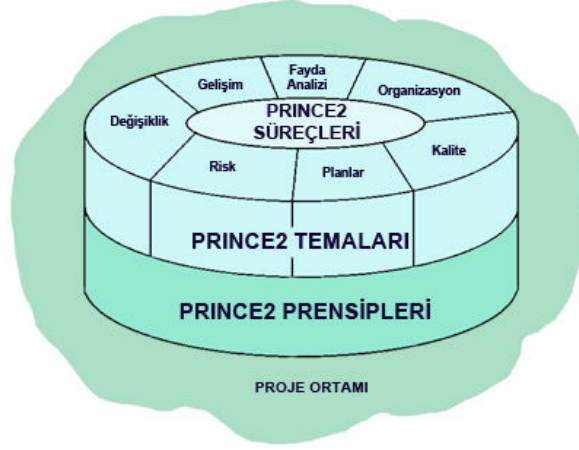 Fayda
Analizi
Gelişim
Organizasyon
PRINCE2
SÜREÇLERİ
Değişiklik
Kalite
Risk
Planlar
PRINCE2 TEMALARI
PRINCE2 PRENSİPLERİ
PROJE ORTAMI